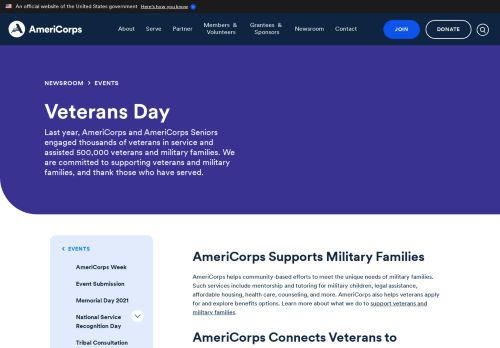 An official website of the United States government Here's how you know
AmeriCorps
About Serve Partner Members & Volunteers Grantees & Sponsors Newsroom Contact JOIN DONATE
NEWSROOM > EVENTS
Veterans Day
Last year, AmeriCorps and AmeriCorps Seniors
engaged thousands of veterans in service and
assisted 500,000 veterans and military families. We
are committed to supporting veterans and military
families, and thank those who have served.
< EVENTS
AmeriCorps Week
Event Submission
Memorial Day 2021
National Service
Recognition Day
Tribal Consultation
AmeriCorps Supports Military Families
AmeriCorps helps community-based efforts to meet the unique needs of military families.
Such services include mentorship and tutoring for military children, legal assistance,
affordable housing, health care, counseling, and more. AmeriCorps also helps veterans apply
for and explore benefits options. Learn more about what we do to support veterans and
military families.
AmeriCorps Connects Veterans to